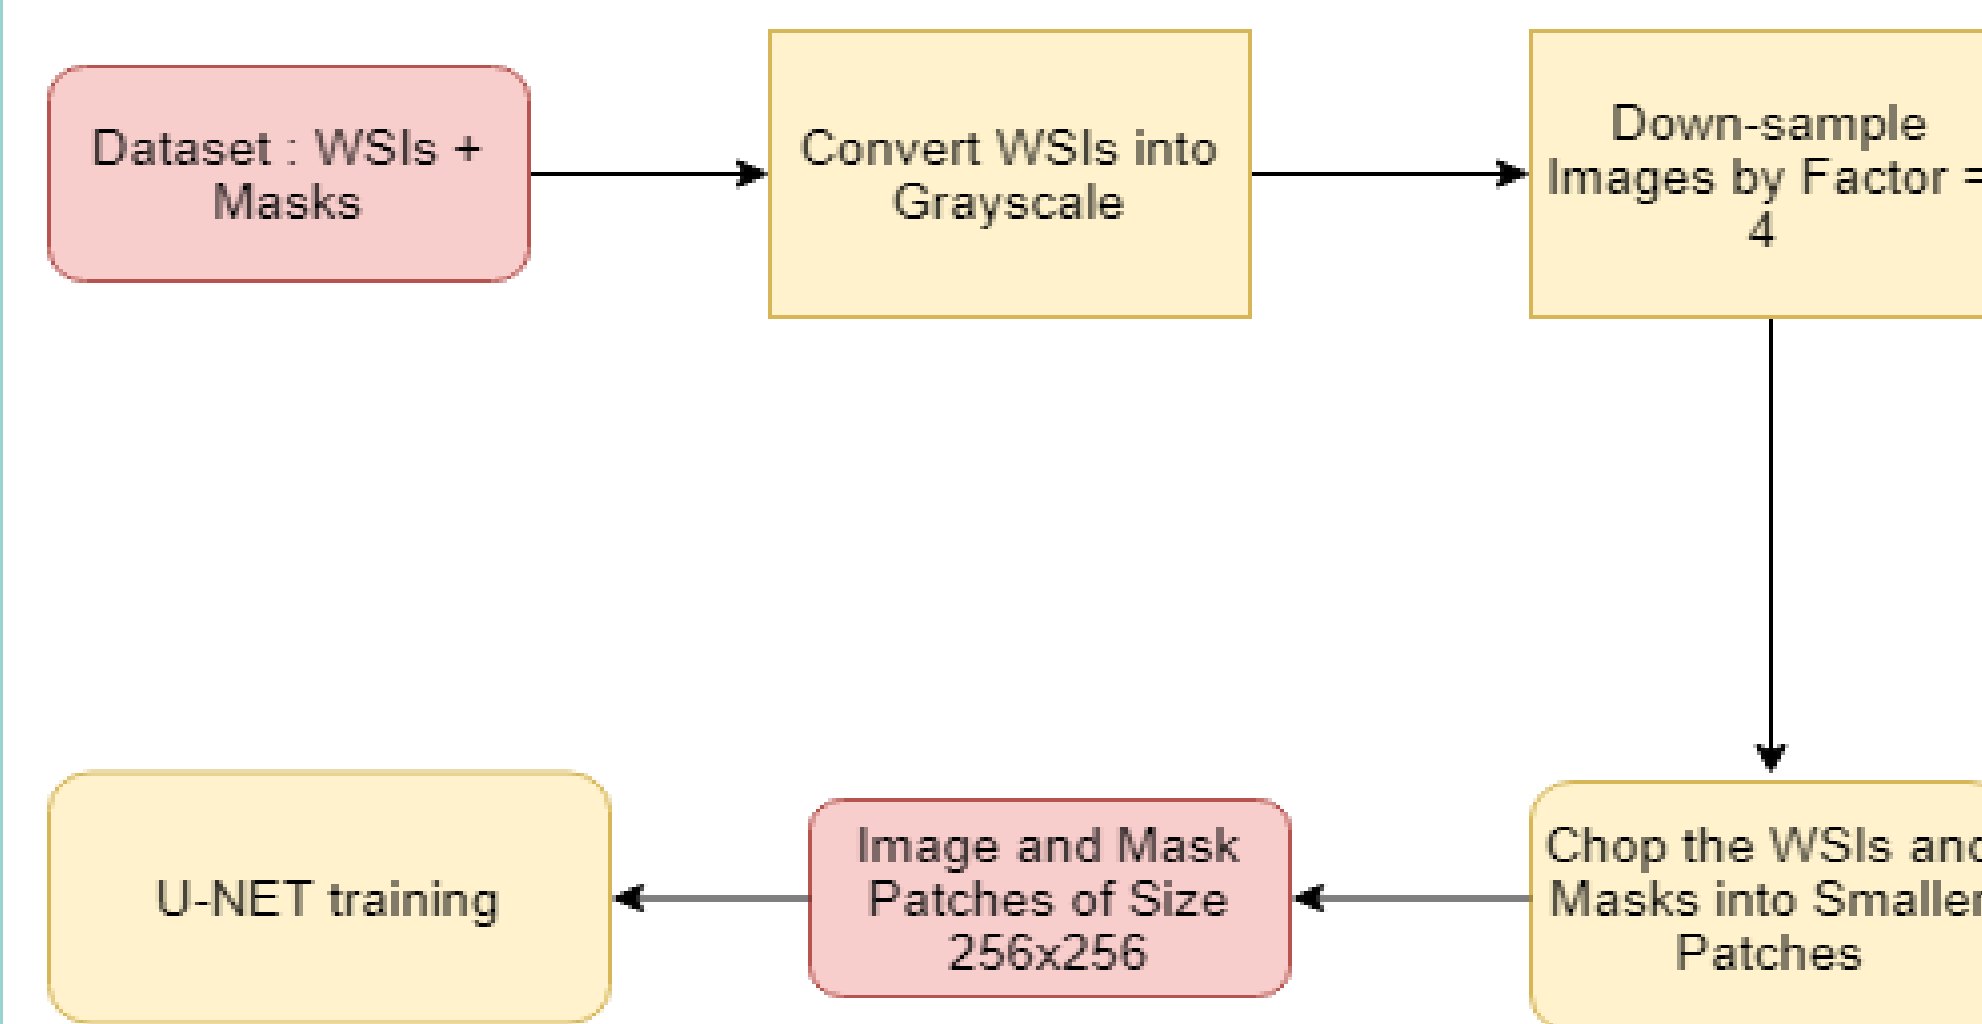 Dataset : WSIs +
Masks
Convert WSIs into
Grayscale
Down-sample
Images by Factor =
4
Chop the WSIs and
Masks into Smaller
Patches
Image and Mask
Patches of Size
256x256
U-NET training